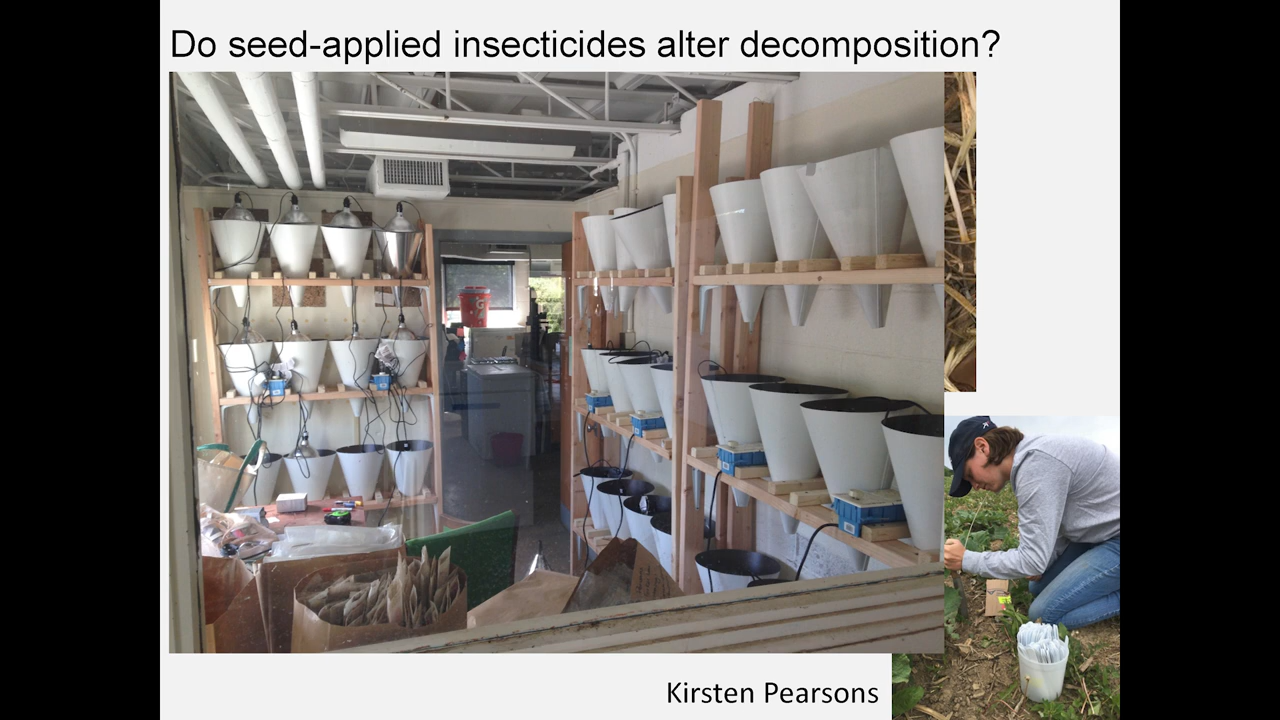 Do seed-applied insecticides alter decomposition?
Kirsten Pearsons